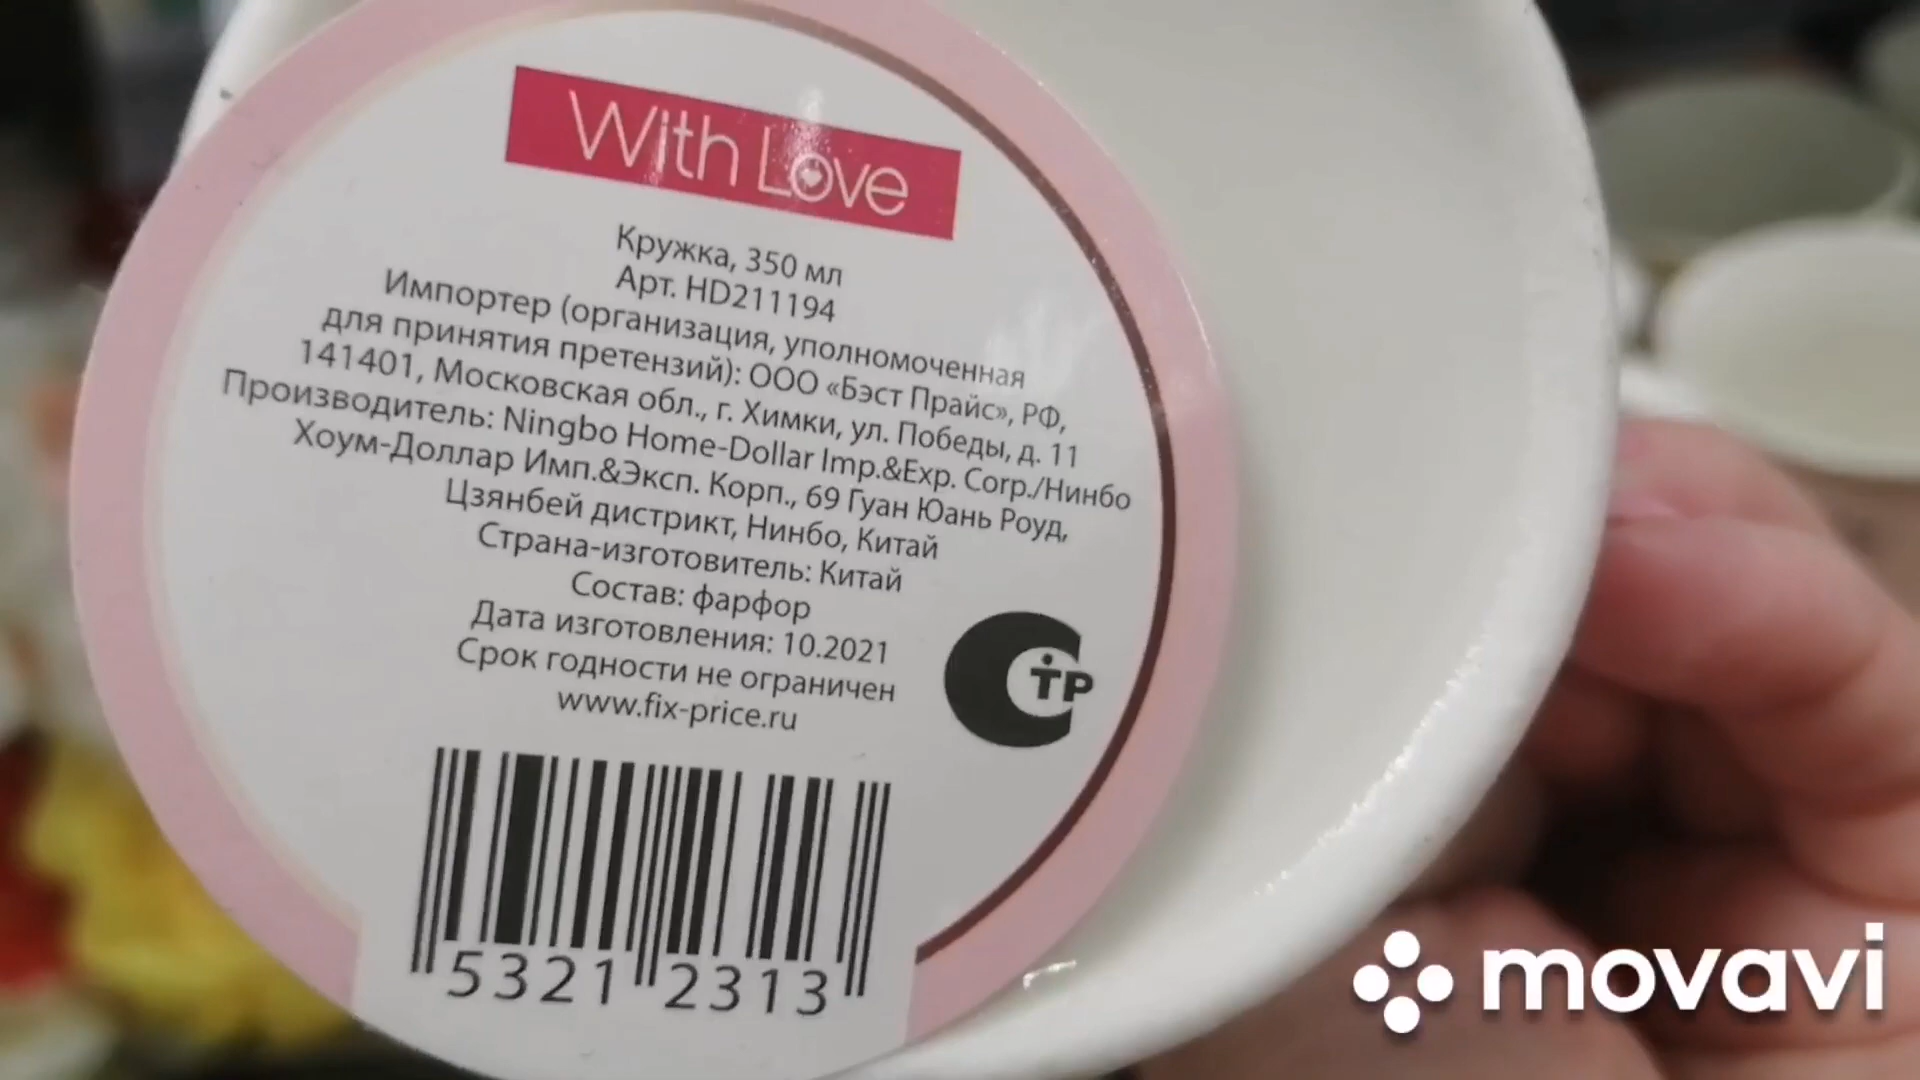 With Love
Кружка, 350 мл
Арт. HD211194
Импортер (организация, уполномоченная
для принятия претензий): ООО «Бэст Прайс», РФ,
141401, Московская обл., г. Химки, ул. Победы, д. 11
Производитель: Ningbo Home-Dollar Imp.&Exp. Corp./Нинбо
Хоум-Доллар Имп.&Эксп. Корп., 69 Гуан Юань Роуд,
Цзянбей дистрикт, Нинбо, Китай
Страна-изготовитель: Китай
Состав: фарфор
Дата изготовления: 10.2021
Срок годности не ограничен
www.fix-price.ru
СТР
5321 2313
movavi